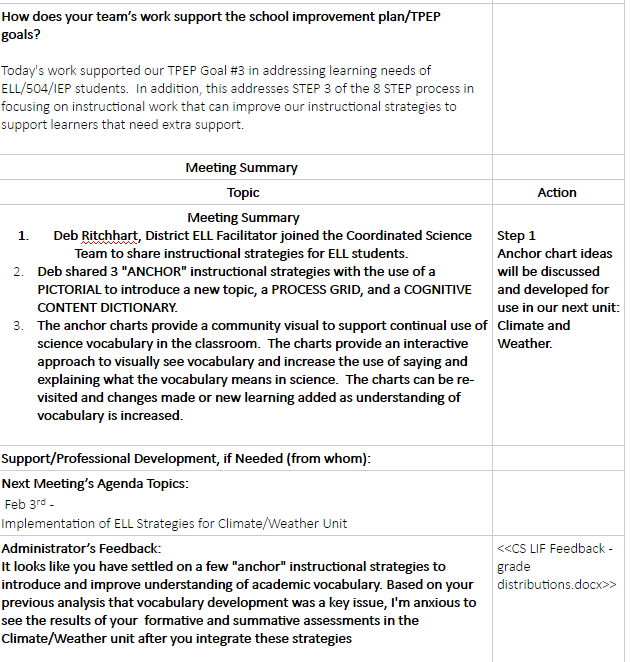 How does your team's work support the school improvement plan/TPEP
goals?
Today's work supported our TPEP Goal #3 in addressing learning needs of
ELL/504/IEP students.  In addition, this addresses STEP 3 of the 8 STEP process in
focusing on instructional work that can improve our instructional strategies to
support learners that need extra support.
Meeting Summary
Topic
Action
Meeting Summary
1. Deb Ritchhart, District ELL Facilitator joined the Coordinated Science
Team to share instructional strategies for ELL students.
2. Deb shared 3 "ANCHOR" instructional strategies with the use of a
PICTORIAL to introduce a new topic, a PROCESS GRID, and a COGNITIVE
CONTENT DICTIONARY.
3. The anchor charts provide a community visual to support continual use of
science vocabulary in the classroom.  The charts provide an interactive
approach to visually see vocabulary and increase the use of saying and
explaining what the vocabulary means in science.  The charts can be re-
visited and changes made or new learning added as understanding of
vocabulary is increased.
Step 1
Anchor chart ideas
will be discussed
and developed for
use in our next unit:
Climate and
Weather.
Support/Professional Development, if Needed (from whom):
Next Meeting's Agenda Topics:
Feb 3rd -
Implementation of ELL Strategies for Climate/Weather Unit
Administrator's Feedback:
It looks like you have settled on a few "anchor" instructional strategies to
introduce and improve understanding of academic vocabulary. Based on your
previous analysis that vocabulary development was a key issue, I'm anxious to
see the results of your  formative and summative assessments in the
Climate/Weather unit after you integrate these strategies
<<CS LIF Feedback -
grade
distributions.docx>>